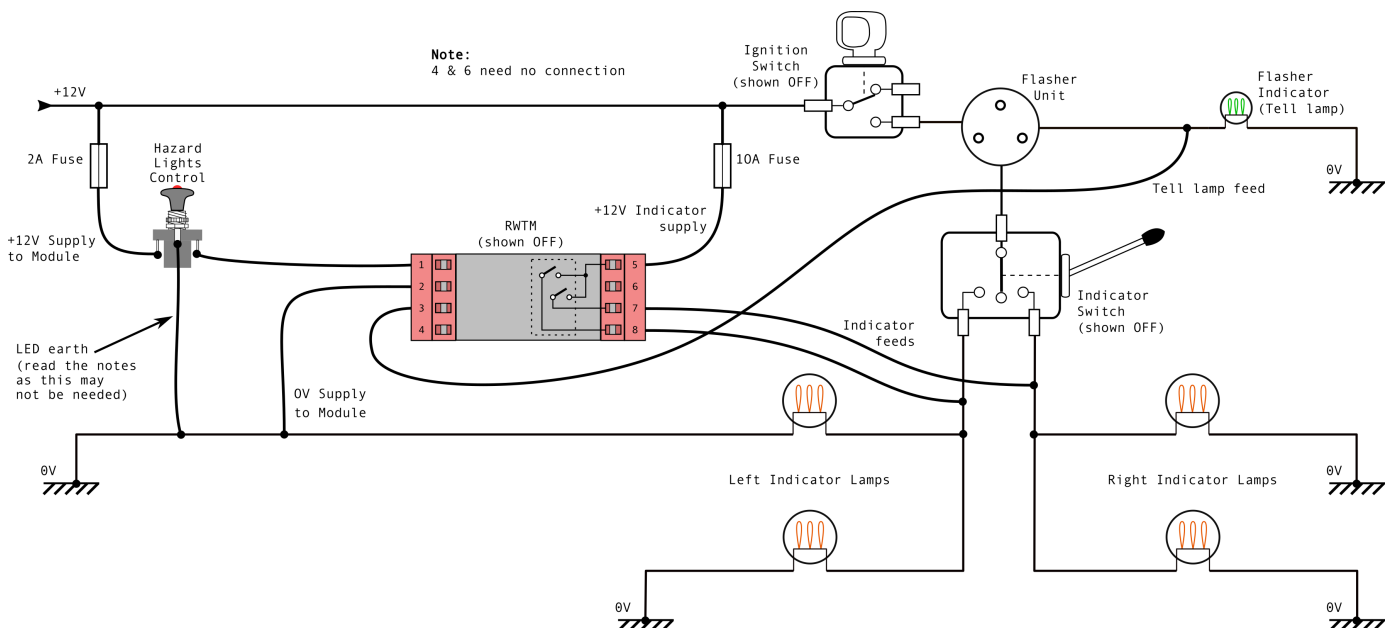 Note:
4 & 6 need no connection
Ignition
Switch
(shown OFF)
Flasher
Unit
Flasher
Indicator
(Tell lamp)
+12V
2A Fuse
Hazard
Lights
Control
10A Fuse
0V
Tell lamp feed
+12V Indicator
supply
RWTM
(shown OFF)
+12V Supply
to Module
1
2
3
4
5
6
7
8
Indicator
Switch
(shown OFF)
Indicator
feeds
LED earth
(read the notes
as this may
not be needed)
0V Supply
to Module
0V
Left Indicator Lamps
Right Indicator Lamps
0V
0V
0V